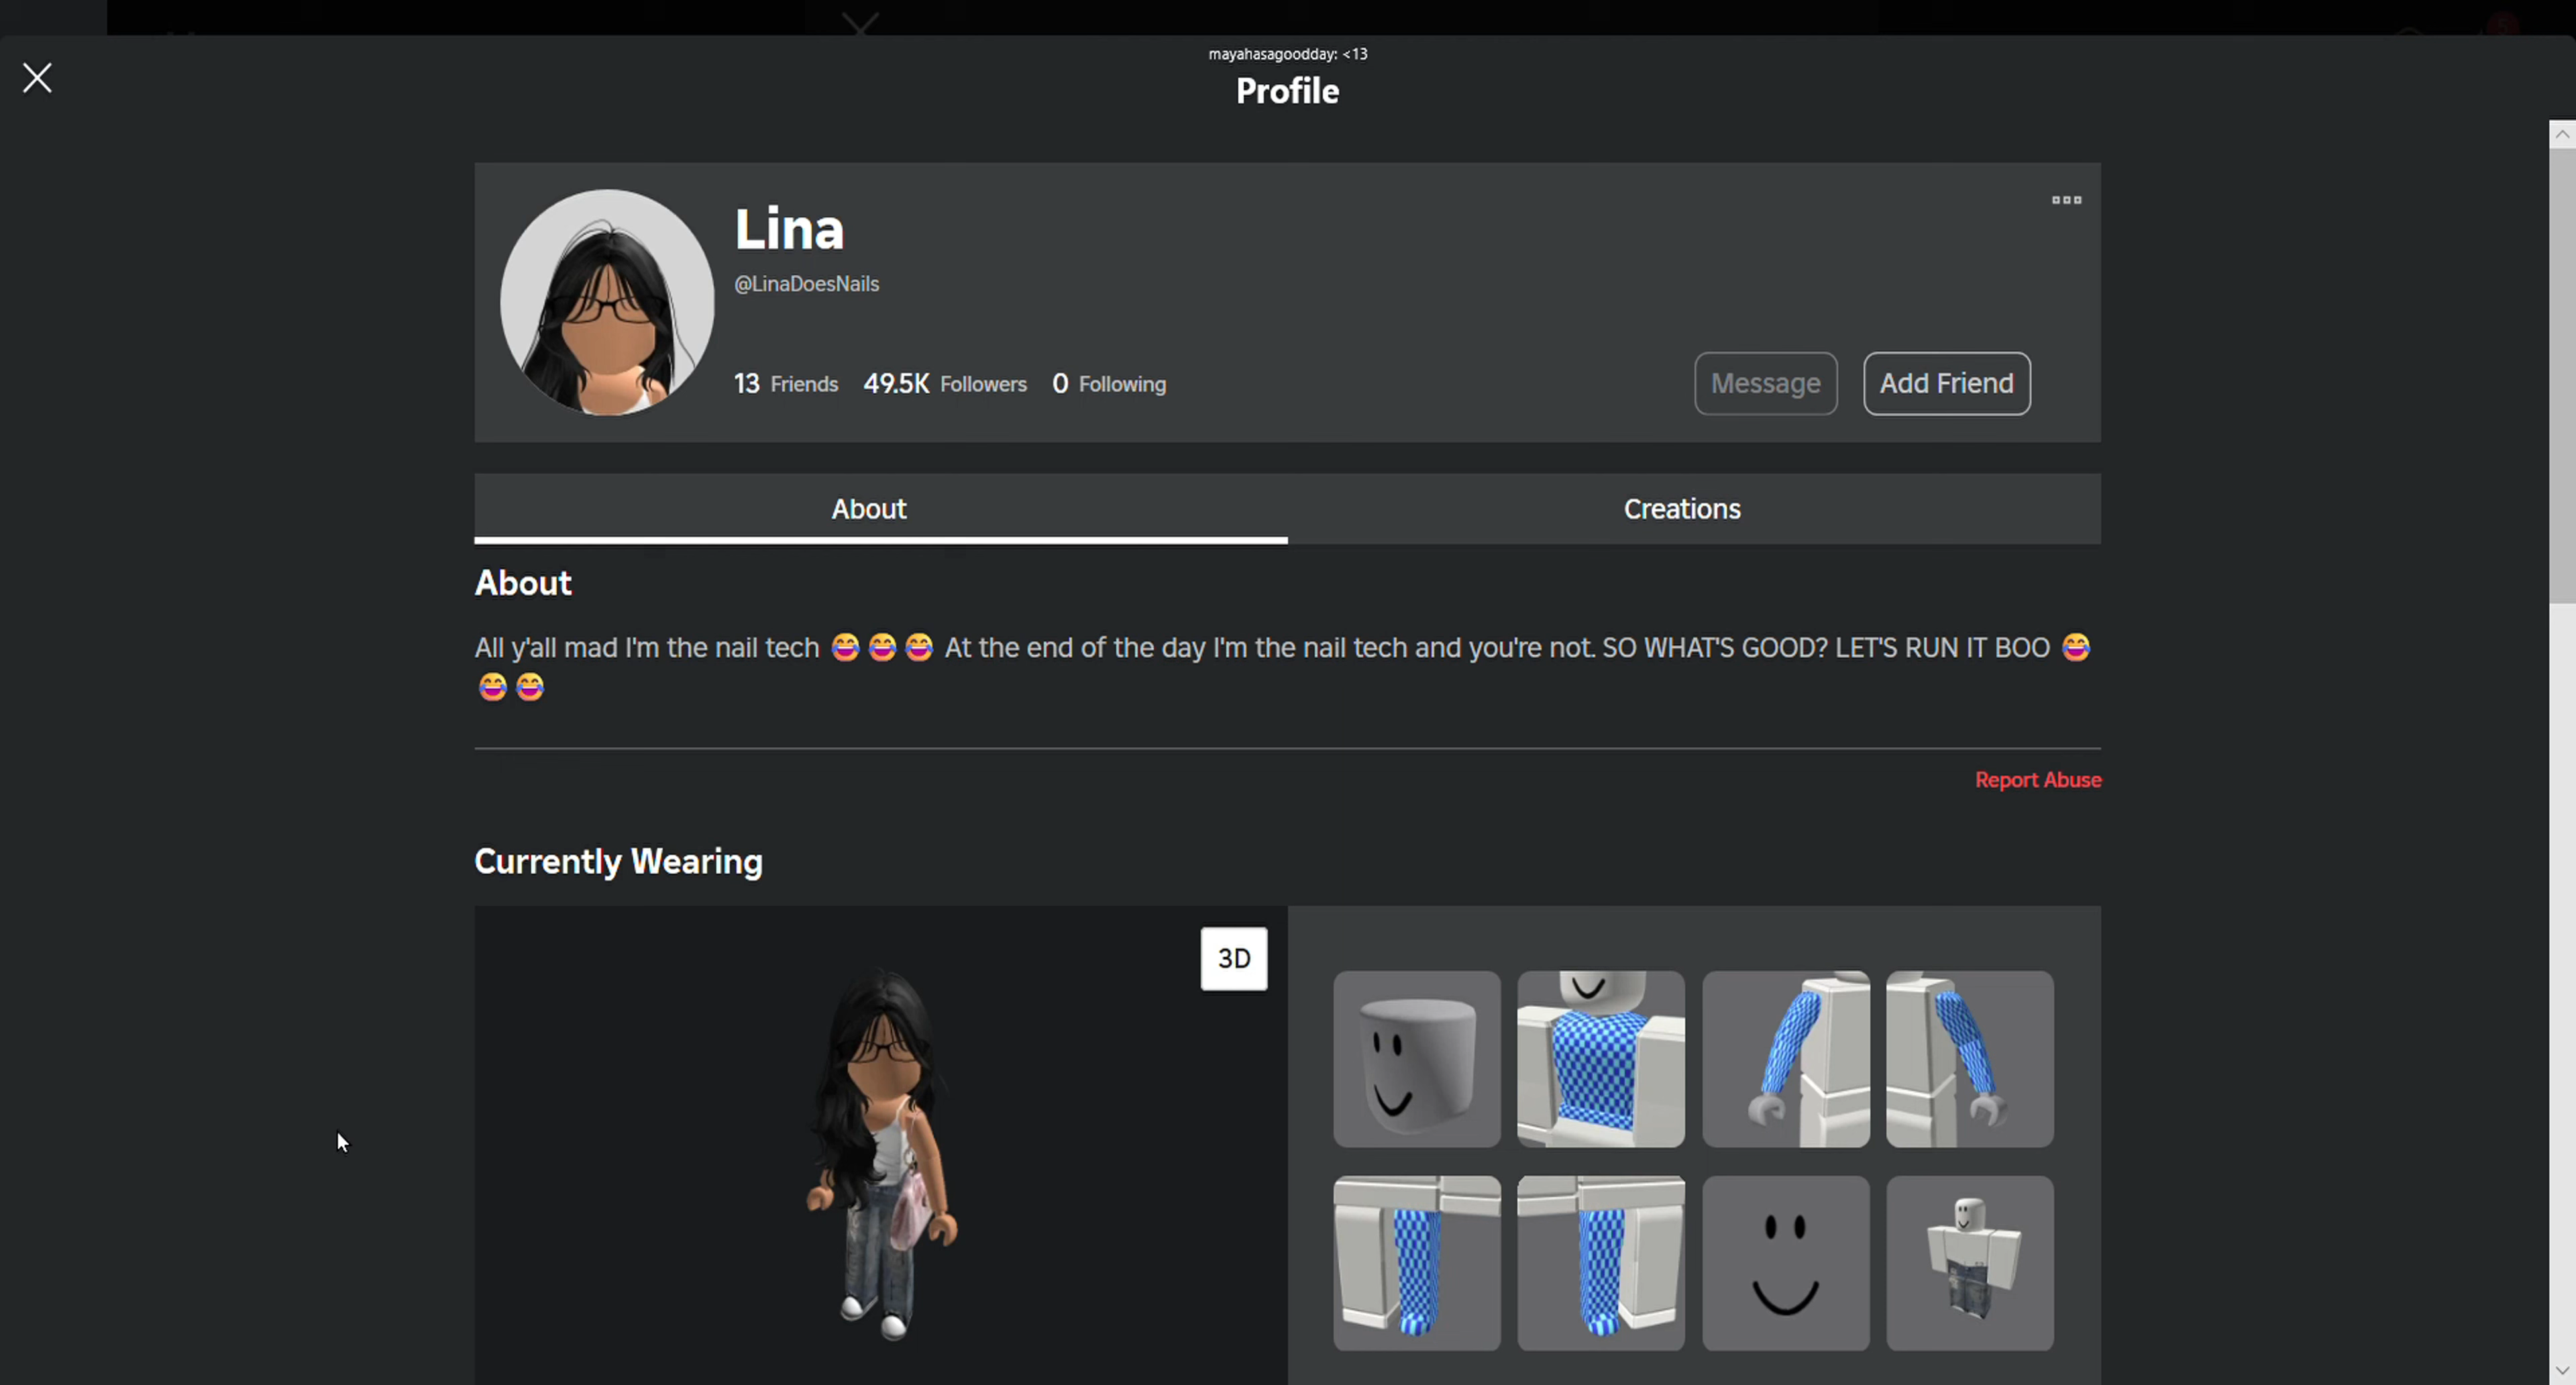 mayahasagoodday: <13
Profile
Lina
@LinaDoesNails
13 Friends 49.5K Followers 0 Following
Message
Add Friend
About
Creations
About
All y'all mad I'm the nail tech 😂😂😂 At the end of the day I'm the nail tech and you're not. SO WHAT'S GOOD? LET'S RUN IT BOO 😂
😂😂
Report Abuse
Currently Wearing
3D